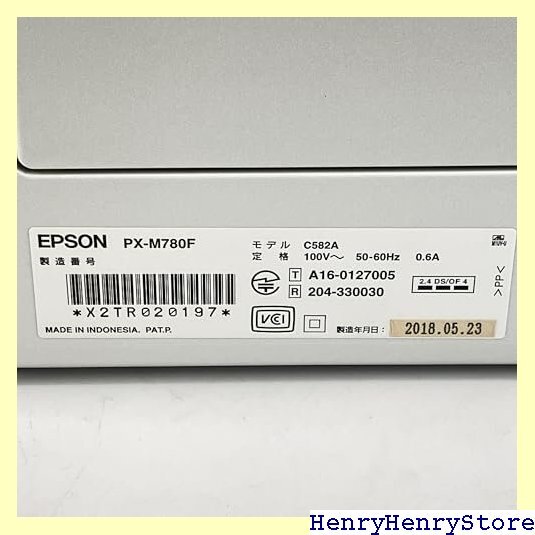 EPSON PX-M780F
モデル C582A
定格 100V～ 50-60Hz 0.6A
製造番号
T A16-0127005
R 204-330030
2.4 DS/OF 4
>PP<
*X2TR020197*
MADE IN INDONESIA. PAT.P.
VCI
製造年月日: 2018.05.23
HenryHenryStore